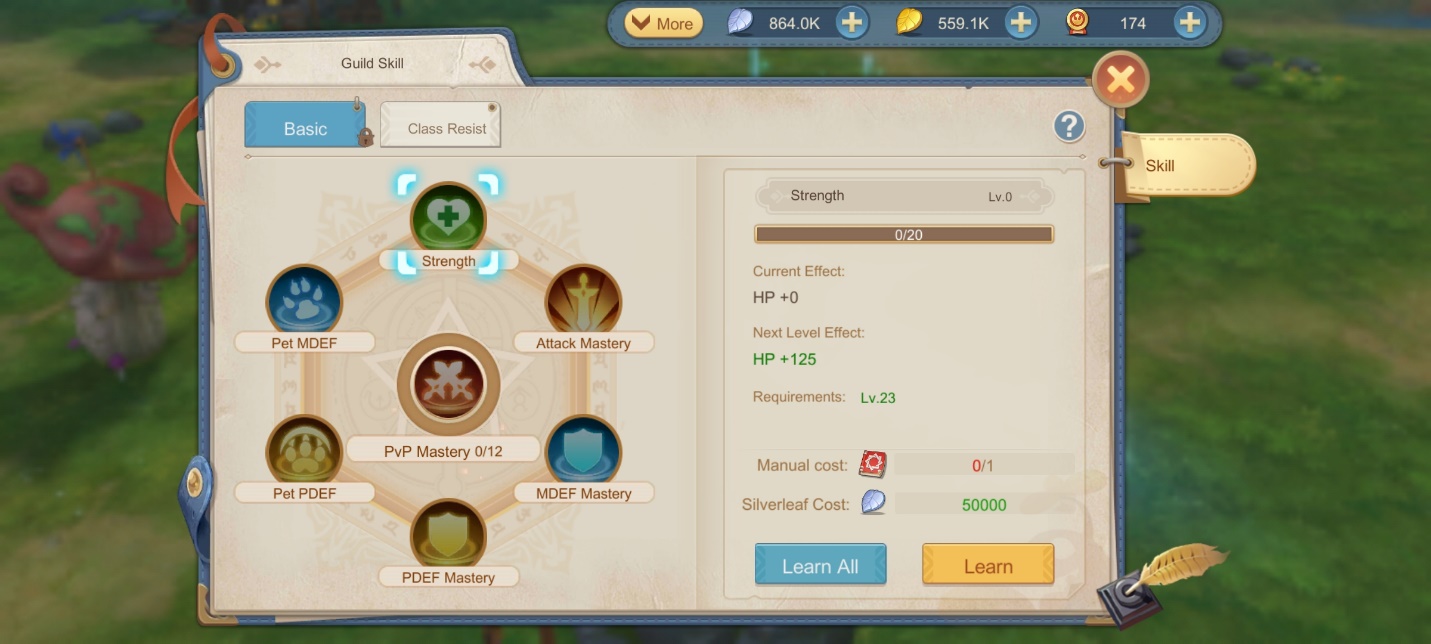 More
864.0K
559.1K
174
Guild Skill
Basic
Class Resist
?
Skill
Strength
Pet MDEF
Attack Mastery
PvP Mastery 0/12
Pet PDEF
MDEF Mastery
PDEF Mastery
Strength Lv.0
0/20
Current Effect:
HP +0
Next Level Effect:
HP +125
Requirements: Lv.23
Manual cost: 0/1
Silverleaf Cost: 50000
Learn All
Learn